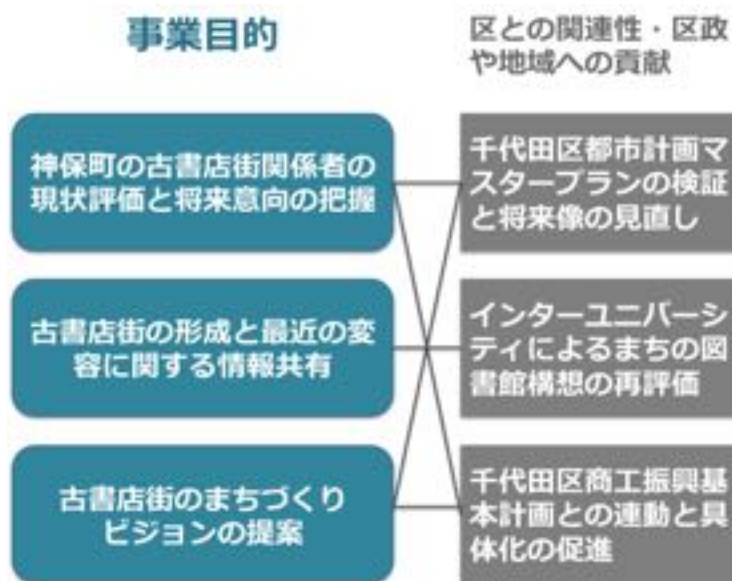 事業目的
区との関連性・区政
や地域への貢献
神保町の古書店街関係者の
現状評価と将来意向の把握
千代田区都市計画マ
スタープランの検証
と将来像の見直し
古書店街の形成と最近の変
容に関する情報共有
インターユニバーシ
ティによるまちの図
書館構想の再評価
古書店街のまちづくり
ビジョンの提案
千代田区商工振興基
本計画との連動と具
体化の促進